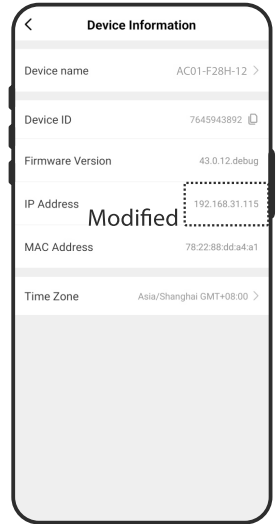 Device Information
Device name AC01-F28H-12
Device ID 7645943892
Firmware Version 43.0.12.debug
IP Address 192.168.31.115
Modified
MAC Address 78:22:88:dd:a4:a1
Time Zone Asia/Shanghai GMT+08:00